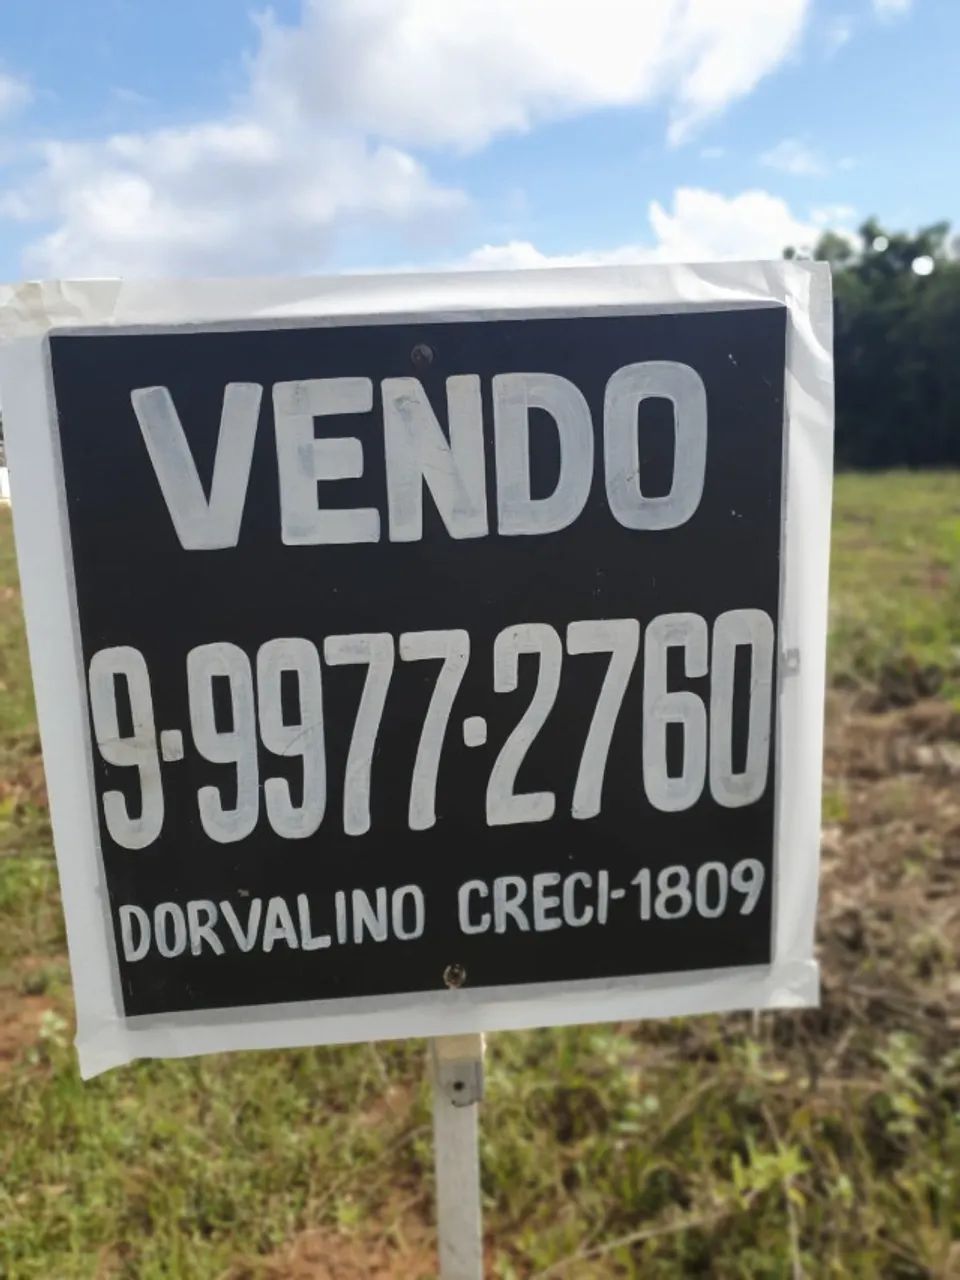 VENDO
9.9977.2760
DORVALINO CRECI-1809